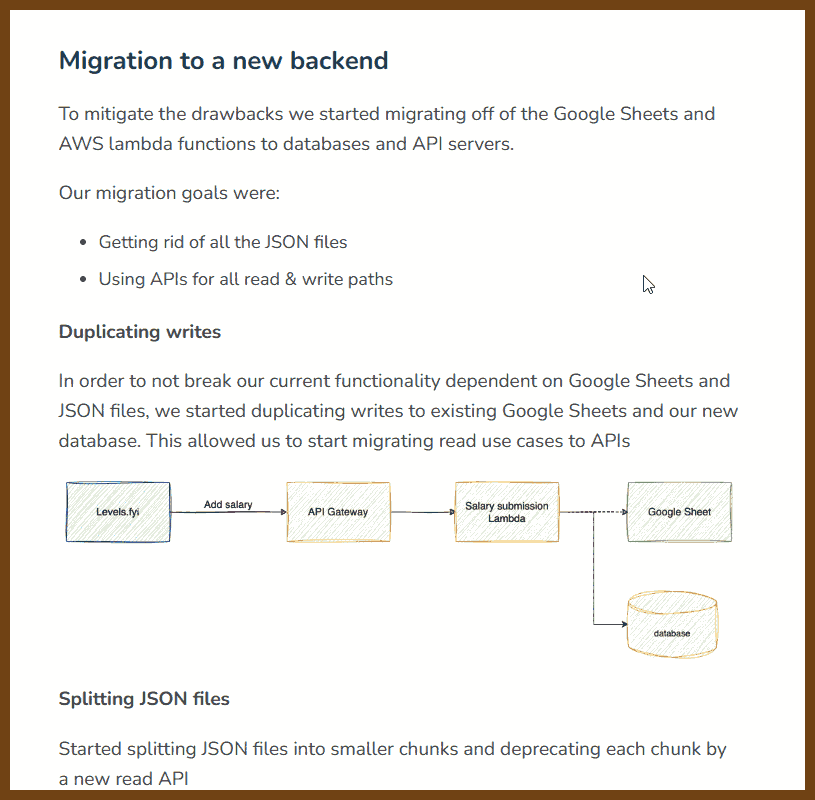 Migration to a new backend
To mitigate the drawbacks we started migrating off of the Google Sheets and
AWS lambda functions to databases and API servers.
Our migration goals were:
• Getting rid of all the JSON files
• Using APIs for all read & write paths
Duplicating writes
In order to not break our current functionality dependent on Google Sheets and
JSON files, we started duplicating writes to existing Google Sheets and our new
database. This allowed us to start migrating read use cases to APIs
Levels.fyi
Add salary
API Gateway
Salary submission
Lambda
Google Sheet
database
Splitting JSON files
Started splitting JSON files into smaller chunks and deprecating each chunk by
a new read API